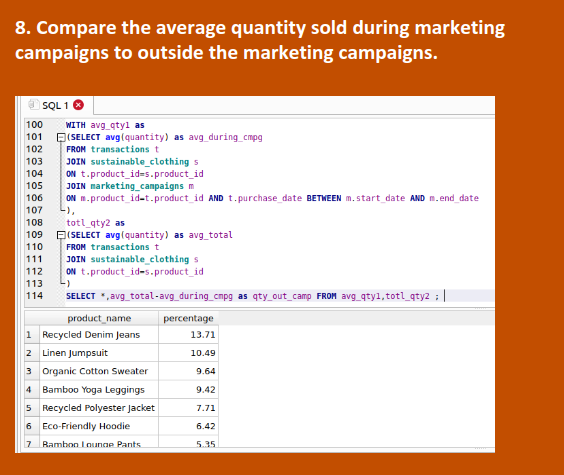 8. Compare the average quantity sold during marketing
campaigns to outside the marketing campaigns.
SQL 1
100 WITH avg_qty1 as
101 (SELECT avg(quantity) as avg_during_cmpg
102 FROM transactions t
103 JOIN sustainable_clothing s
104 ON t.product_id=s.product_id
105 JOIN marketing_campaigns m
106 ON m.product_id=t.product_id AND t.purchase_date BETWEEN m.start_date AND m.end_date
107 ),
108 totl_qty2 as
109 (SELECT avg(quantity) as avg_total
110 FROM transactions t
111 JOIN sustainable_clothing s
112 ON t.product_id=s.product_id
113 )
114 SELECT *,avg_total-avg_during_cmpg as qty_out_camp FROM avg_qty1,totl_qty2 ;
product_name percentage
1 Recycled Denim Jeans 13.71
2 Linen Jumpsuit 10.49
3 Organic Cotton Sweater 9.64
4 Bamboo Yoga Leggings 9.42
5 Recycled Polyester Jacket 7.71
6 Eco-Friendly Hoodie 6.42
7 Bamboo Lounge Pants 5.35